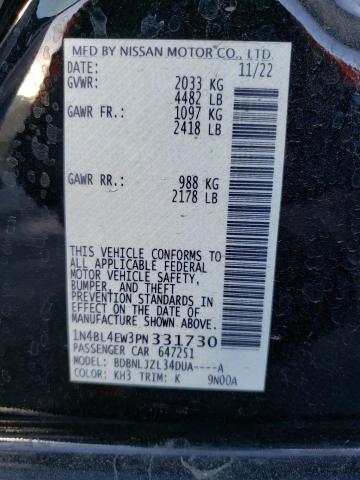 MFD BY NISSAN MOTOR CO., LTD.
DATE: 11/22
GVWR: 2033 KG
4482 LB
GAWR FR.: 1097 KG
2418 LB
GAWR RR.: 988 KG
2178 LB
THIS VEHICLE CONFORMS TO
ALL APPLICABLE FEDERAL
MOTOR VEHICLE SAFETY,
BUMPER, AND THEFT
PREVENTION STANDARDS IN
EFFECT ON THE DATE OF
MANUFACTURE SHOWN ABOVE.
1N4BL4EW3PN331730
PASSENGER CAR 647251
MODEL: BDBNLJZL34DUA----A
COLOR: KH3 TRIM: K 9N00A